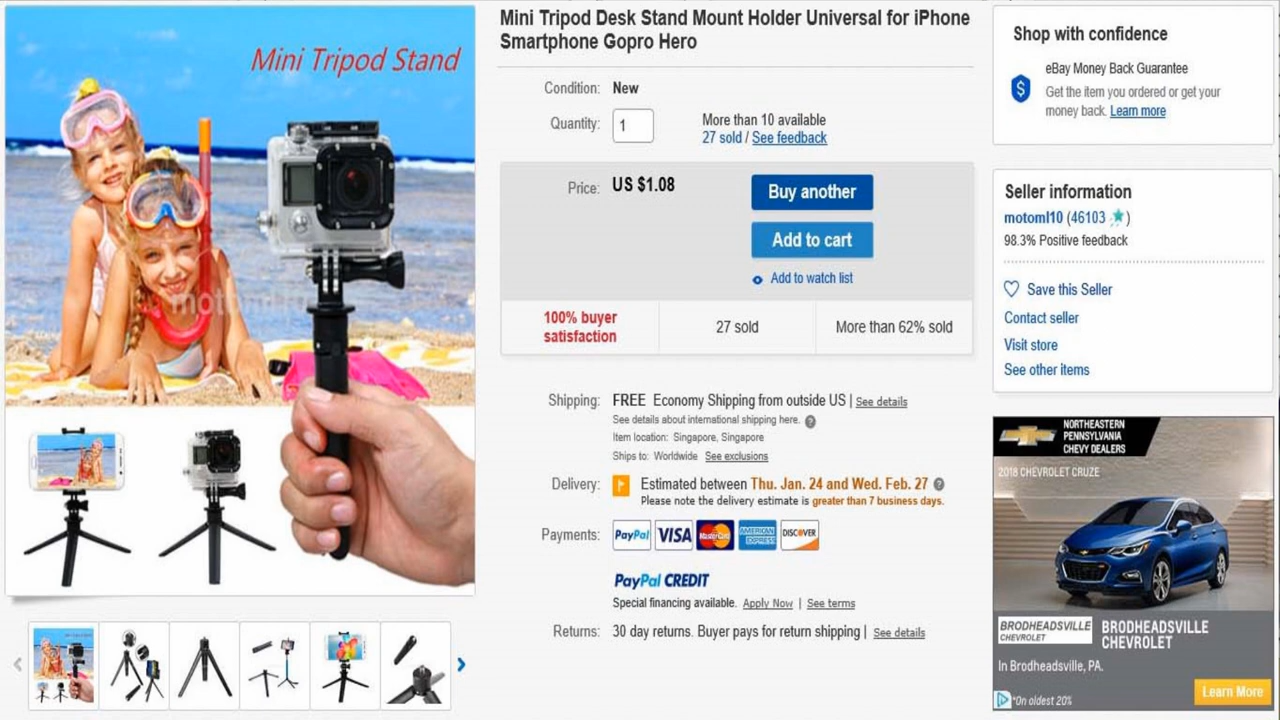 Mini Tripod Stand
motoml10
Mini Tripod Desk Stand Mount Holder Universal for iPhone
Smartphone Gopro Hero
Condition: New
Quantity: 1
More than 10 available
27 sold / See feedback
Price: US $1.08
Buy another
Add to cart
Add to watch list
100% buyer
satisfaction
27 sold
More than 62% sold
Shipping: FREE Economy Shipping from outside US | See details
See details about international shipping here.
Item location: Singapore, Singapore
Ships to: Worldwide See exclusions
Delivery: Estimated between Thu. Jan. 24 and Wed. Feb. 27
Please note the delivery estimate is greater than 7 business days.
Payments: PayPal VISA MasterCard AMERICAN EXPRESS DISCOVER
PayPal CREDIT
Special financing available. Apply Now | See terms
Returns: 30 day returns. Buyer pays for return shipping | See details
Shop with confidence
eBay Money Back Guarantee
Get the item you ordered or get your
money back. Learn more
Seller information
motoml10 (46103)
98.3% Positive feedback
Save this Seller
Contact seller
Visit store
See other items
NORTHEASTERN
PENNSYLVANIA
CHEVY DEALERS
2018 CHEVROLET CRUZE
BRODHEADSVILLE
CHEVROLET
BRODHEADSVILLE
CHEVROLET
In Brodheadsville, PA.
*On oldest 20%
Learn More